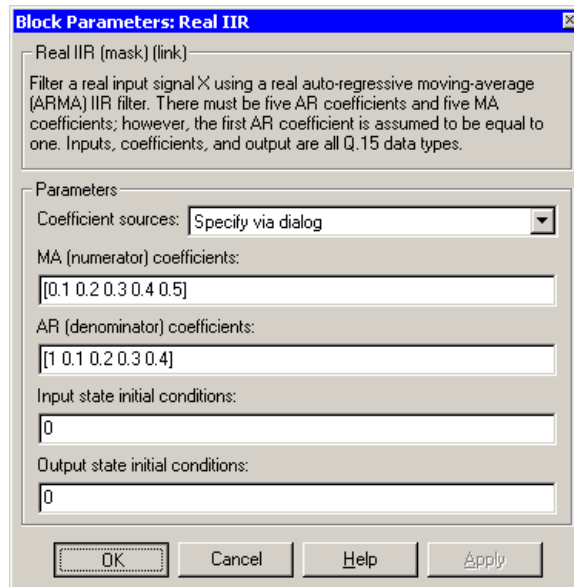 Block Parameters: Real IIR
Real IIR (mask) (link)
Filter a real input signal X using a real auto-regressive moving-average
(ARMA) IIR filter. There must be five AR coefficients and five MA
coefficients; however, the first AR coefficient is assumed to be equal to
one. Inputs, coefficients, and output are all Q.15 data types.
Parameters
Coefficient sources: Specify via dialog
MA (numerator) coefficients:
[0.1 0.2 0.3 0.4 0.5]
AR (denominator) coefficients:
[1 0.1 0.2 0.3 0.4]
Input state initial conditions:
0
Output state initial conditions:
0
OK Cancel Help Apply